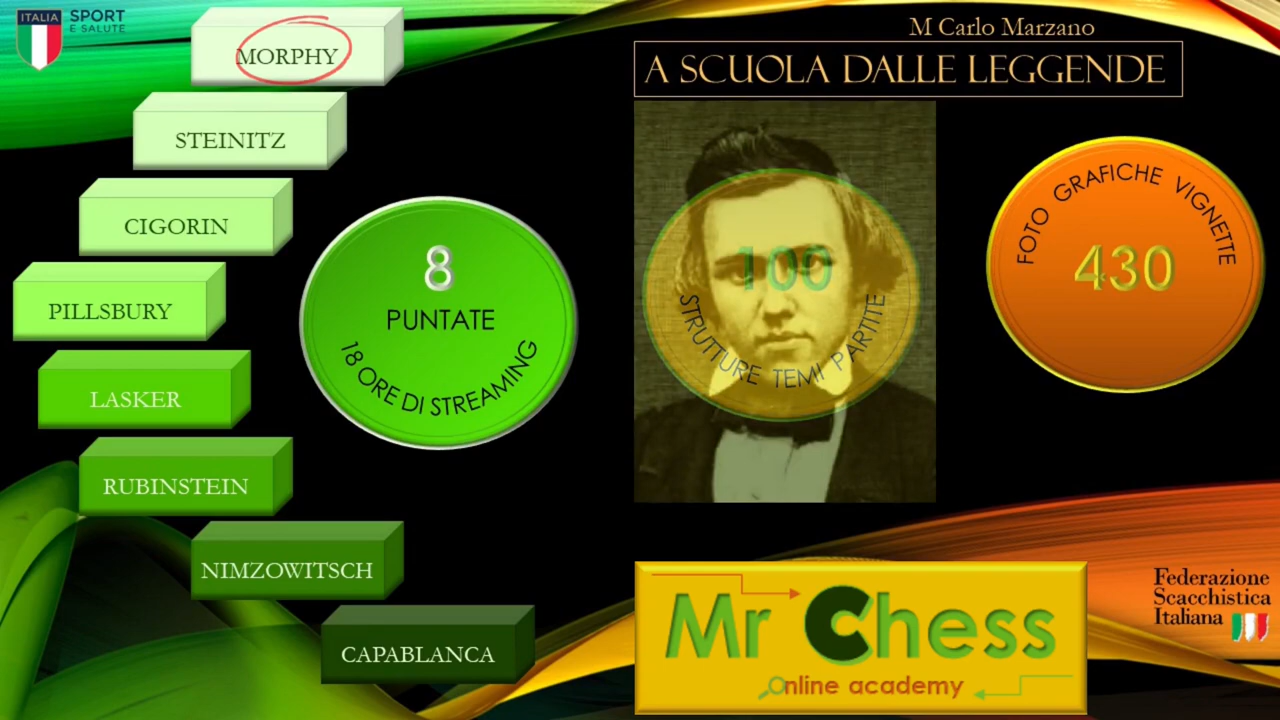 ITALIA
SPORT
E SALUTE
MORPHY
STEINITZ
CIGORIN
PILLSBURY
LASKER
RUBINSTEIN
NIMZOWITSCH
CAPABLANCA
8
PUNTATE
18 ORE DI STREAMING
M Carlo Marzano
A SCUOLA DALLE LEGGENDE
100
STRUTTURE TEMI PARTITE
FOTO GRAFICHE VIGNETTE
430
Mr Chess
Online academy
Federazione
Scacchistica
Italiana